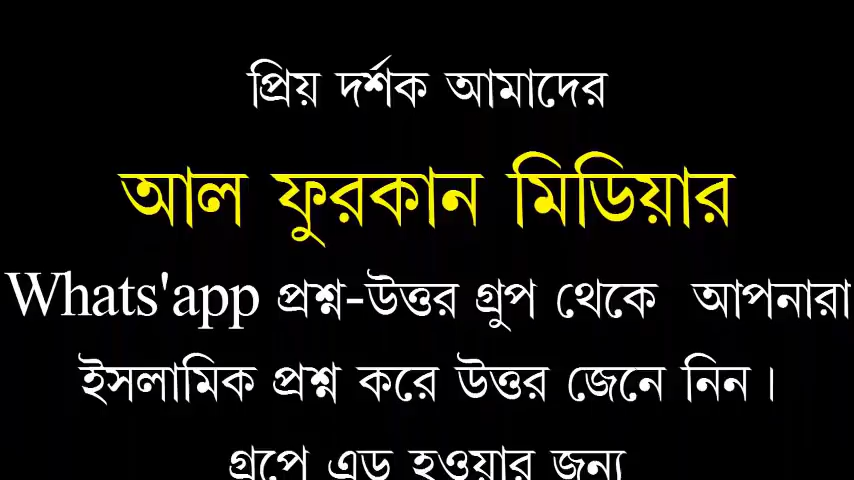 প্রিয় দর্শক আমাদের
আল ফুরকান মিডিয়ার
Whats'app প্রশ্ন-উত্তর গ্রুপ থেকে আপনারা
ইসলামিক প্রশ্ন করে উত্তর জেনে নিন।
গ্রুপে এড হওয়ার জন্য